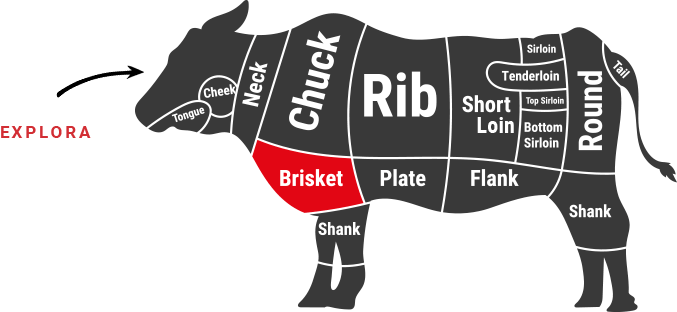 EXPLORA
Cheek
Tongue
Neck
Chuck
Rib
Short
Loin
Sirloin
Tenderloin
Top Sirloin
Bottom
Sirloin
Round
Tail
Brisket
Plate
Flank
Shank
Shank